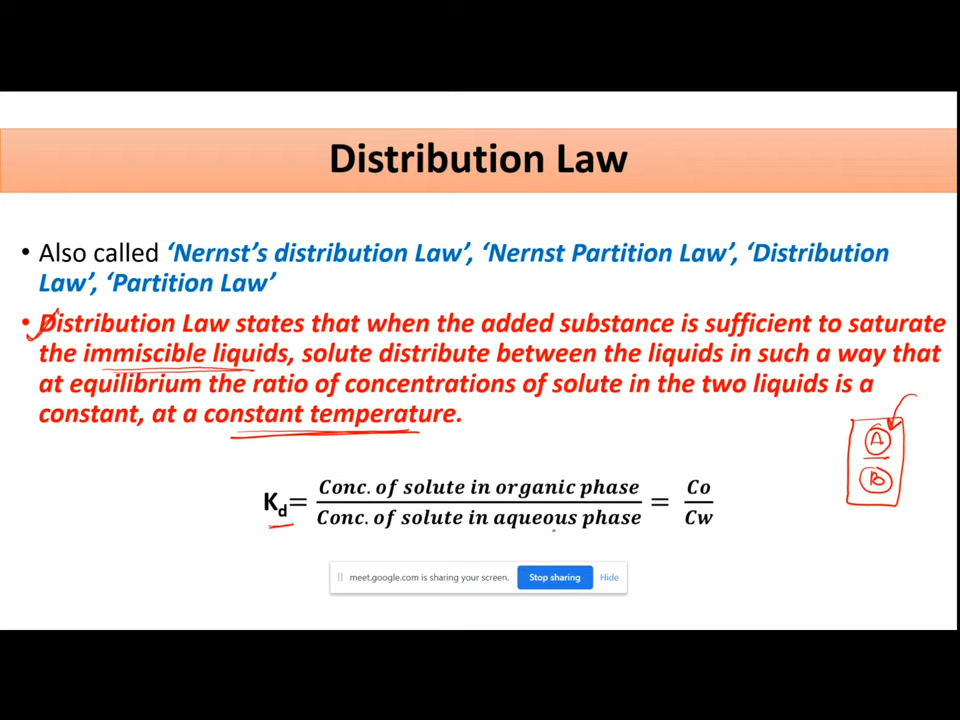 Distribution Law
• Also called ‘Nernst’s distribution Law’, ‘Nernst Partition Law’, ‘Distribution
Law’, ‘Partition Law’
• Distribution Law states that when the added substance is sufficient to saturate
the immiscible liquids, solute distribute between the liquids in such a way that
at equilibrium the ratio of concentrations of solute in the two liquids is a
constant, at a constant temperature.
A
B
Kd= Conc. of solute in organic phase / Conc. of solute in aqueous phase = Co / Cw
meet.google.com is sharing your screen. Stop sharing Hide